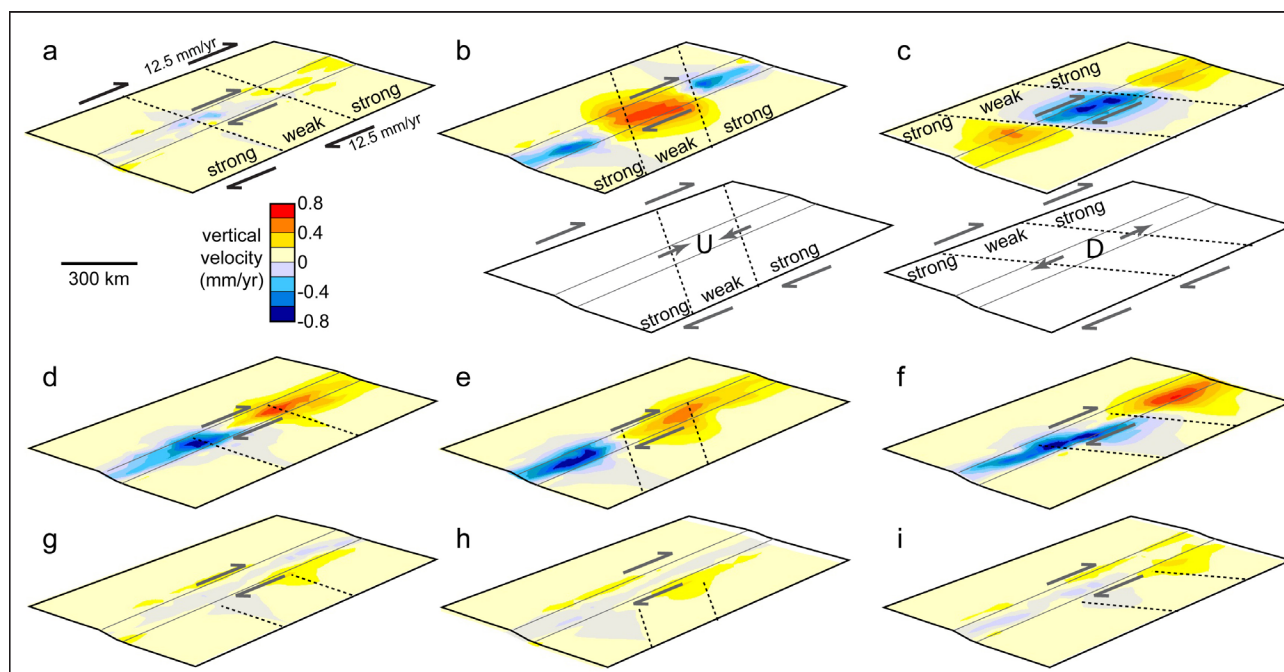 a
12.5 mm/yr
strong
weak
strong
12.5 mm/yr
b
strong
weak
strong
c
strong
weak
strong
0.8
0.4
0
-0.4
-0.8
vertical
velocity
(mm/yr)
300 km
U
strong
weak
strong
D
strong
weak
strong
d
e
f
g
h
i